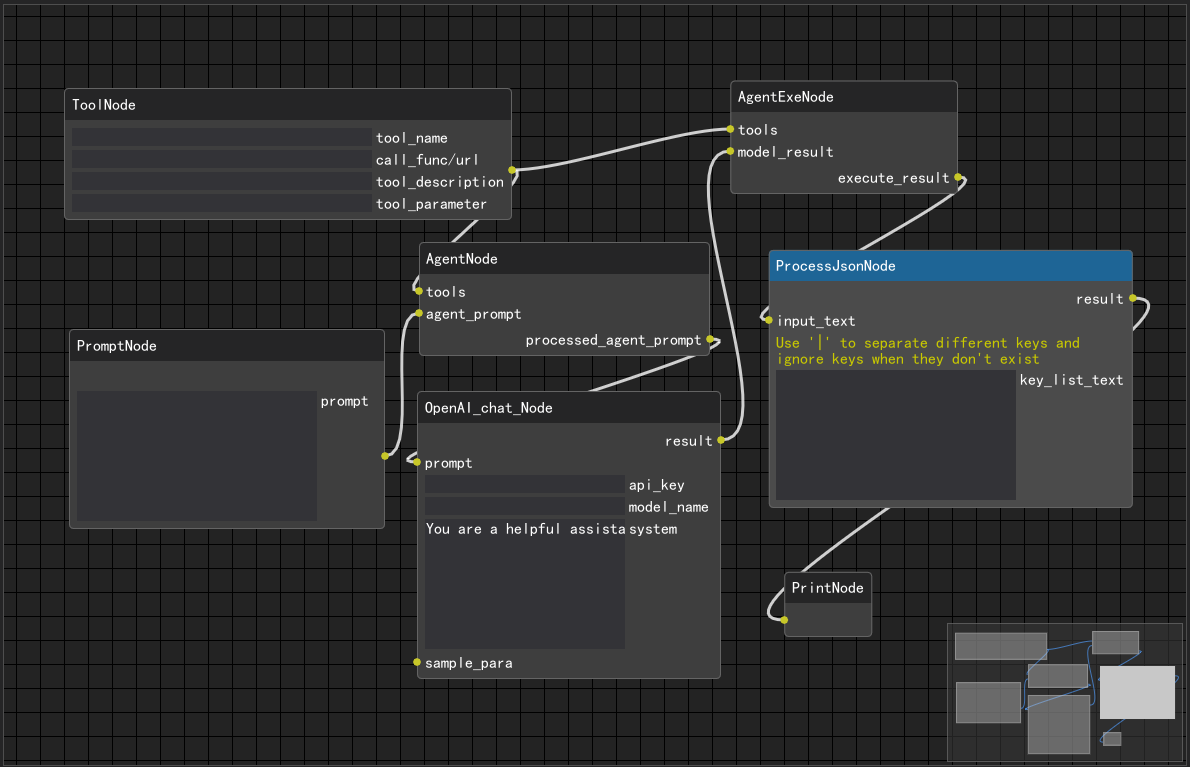 ToolNode
tool_name
call_func/url
tool_description
tool_parameter
AgentExeNode
tools
model_result
execute_result
AgentNode
tools
agent_prompt
processed_agent_prompt
ProcessJsonNode
result
input_text
Use '|' to separate different keys and
ignore keys when they don't exist
key_list_text
PromptNode
prompt
OpenAI_chat_Node
result
prompt
api_key
model_name
You are a helpful assista system
sample_para
PrintNode